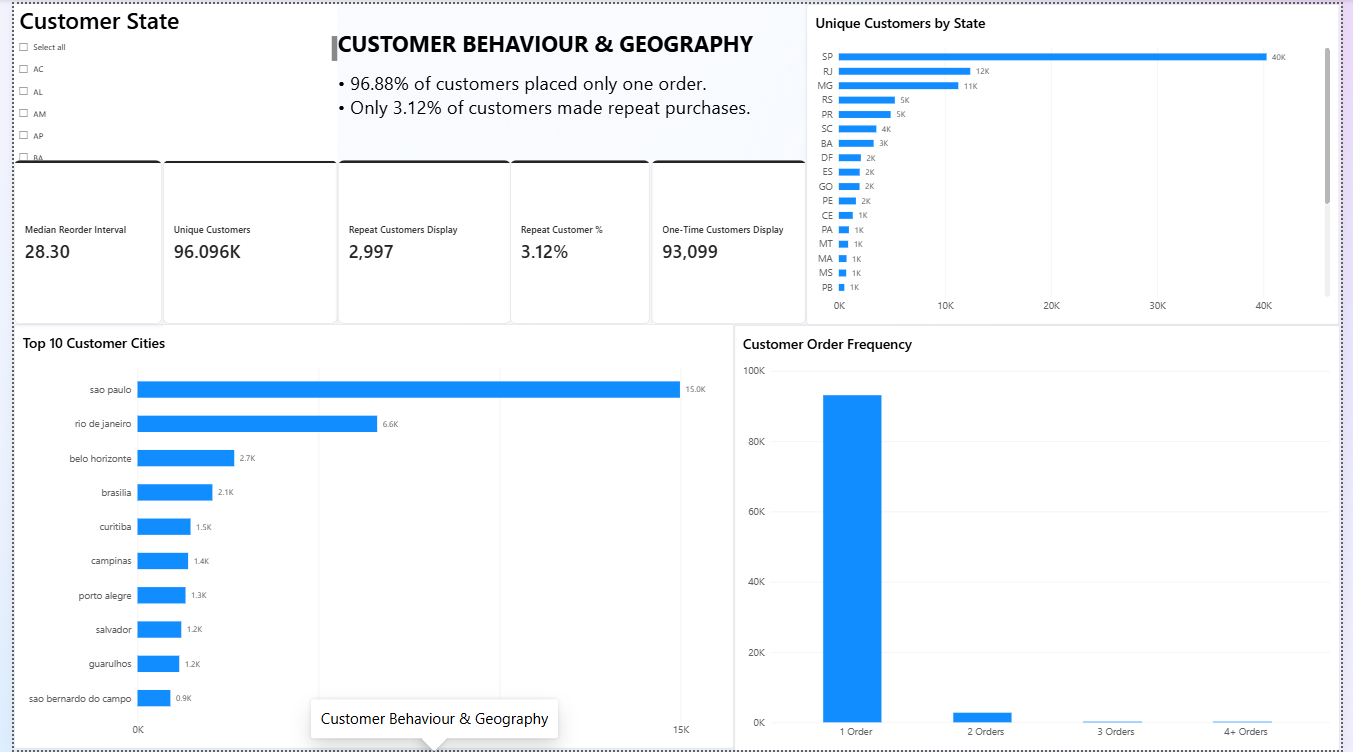 Customer State
Select all
AC
AL
AM
AP
BA
CUSTOMER BEHAVIOUR & GEOGRAPHY
• 96.88% of customers placed only one order.
• Only 3.12% of customers made repeat purchases.
Median Reorder Interval
28.30
Unique Customers
96.096K
Repeat Customers Display
2,997
Repeat Customer %
3.12%
One-Time Customers Display
93,099
Unique Customers by State
SP 40K
RJ 12K
MG 11K
RS 5K
PR 5K
SC 4K
BA 3K
DF 2K
ES 2K
GO 2K
PE 2K
CE 1K
PA 1K
MT 1K
MA 1K
MS 1K
PB 1K
0K 10K 20K 30K 40K
Top 10 Customer Cities
sao paulo 15.0K
rio de janeiro 6.6K
belo horizonte 2.7K
brasilia 2.1K
curitiba 1.5K
campinas 1.4K
porto alegre 1.3K
salvador 1.2K
guarulhos 1.2K
sao bernardo do campo 0.9K
0K 15K
Customer Behaviour & Geography
Customer Order Frequency
100K
80K
60K
40K
20K
0K
1 Order 2 Orders 3 Orders 4+ Orders